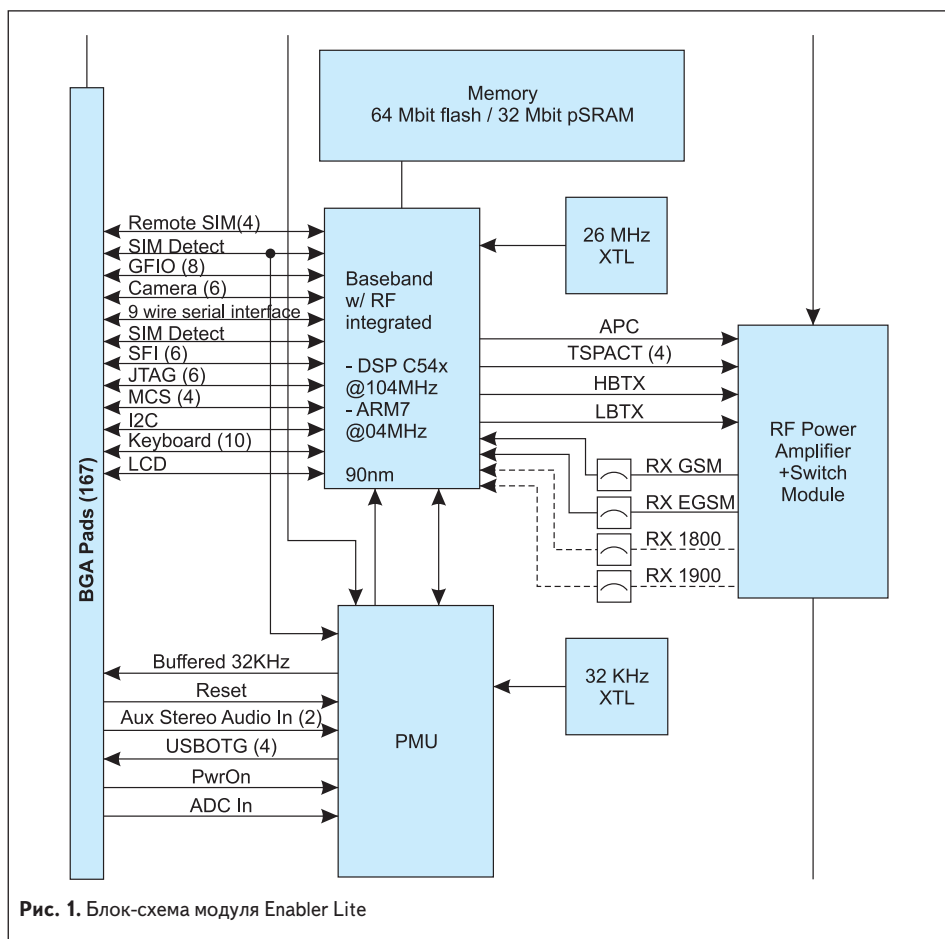 Memory
64 Mbit flash / 32 Mbit pSRAM
Remote SIM(4)
SIM Detect
GFIO (8)
Camera (6)
9 wire serial interface
SIM Detect
SFI (6)
JTAG (6)
MCS (4)
I2C
Keyboard (10)
LCD
BGA Pads (167)
Baseband
w/ RF
integrated
- DSP C54x
@104MHz
- ARM7
@04MHz
90nm
26 MHz
XTL
APC
TSPACT (4)
HBTX
LBTX
RX GSM
RX EGSM
RX 1800
RX 1900
RF Power
Amplifier
+Switch
Module
Buffered 32KHz
Reset
Aux Stereo Audio In (2)
USBOTG (4)
PwrOn
ADC In
PMU
32 KHz
XTL
Рис. 1. Блок-схема модуля Enabler Lite